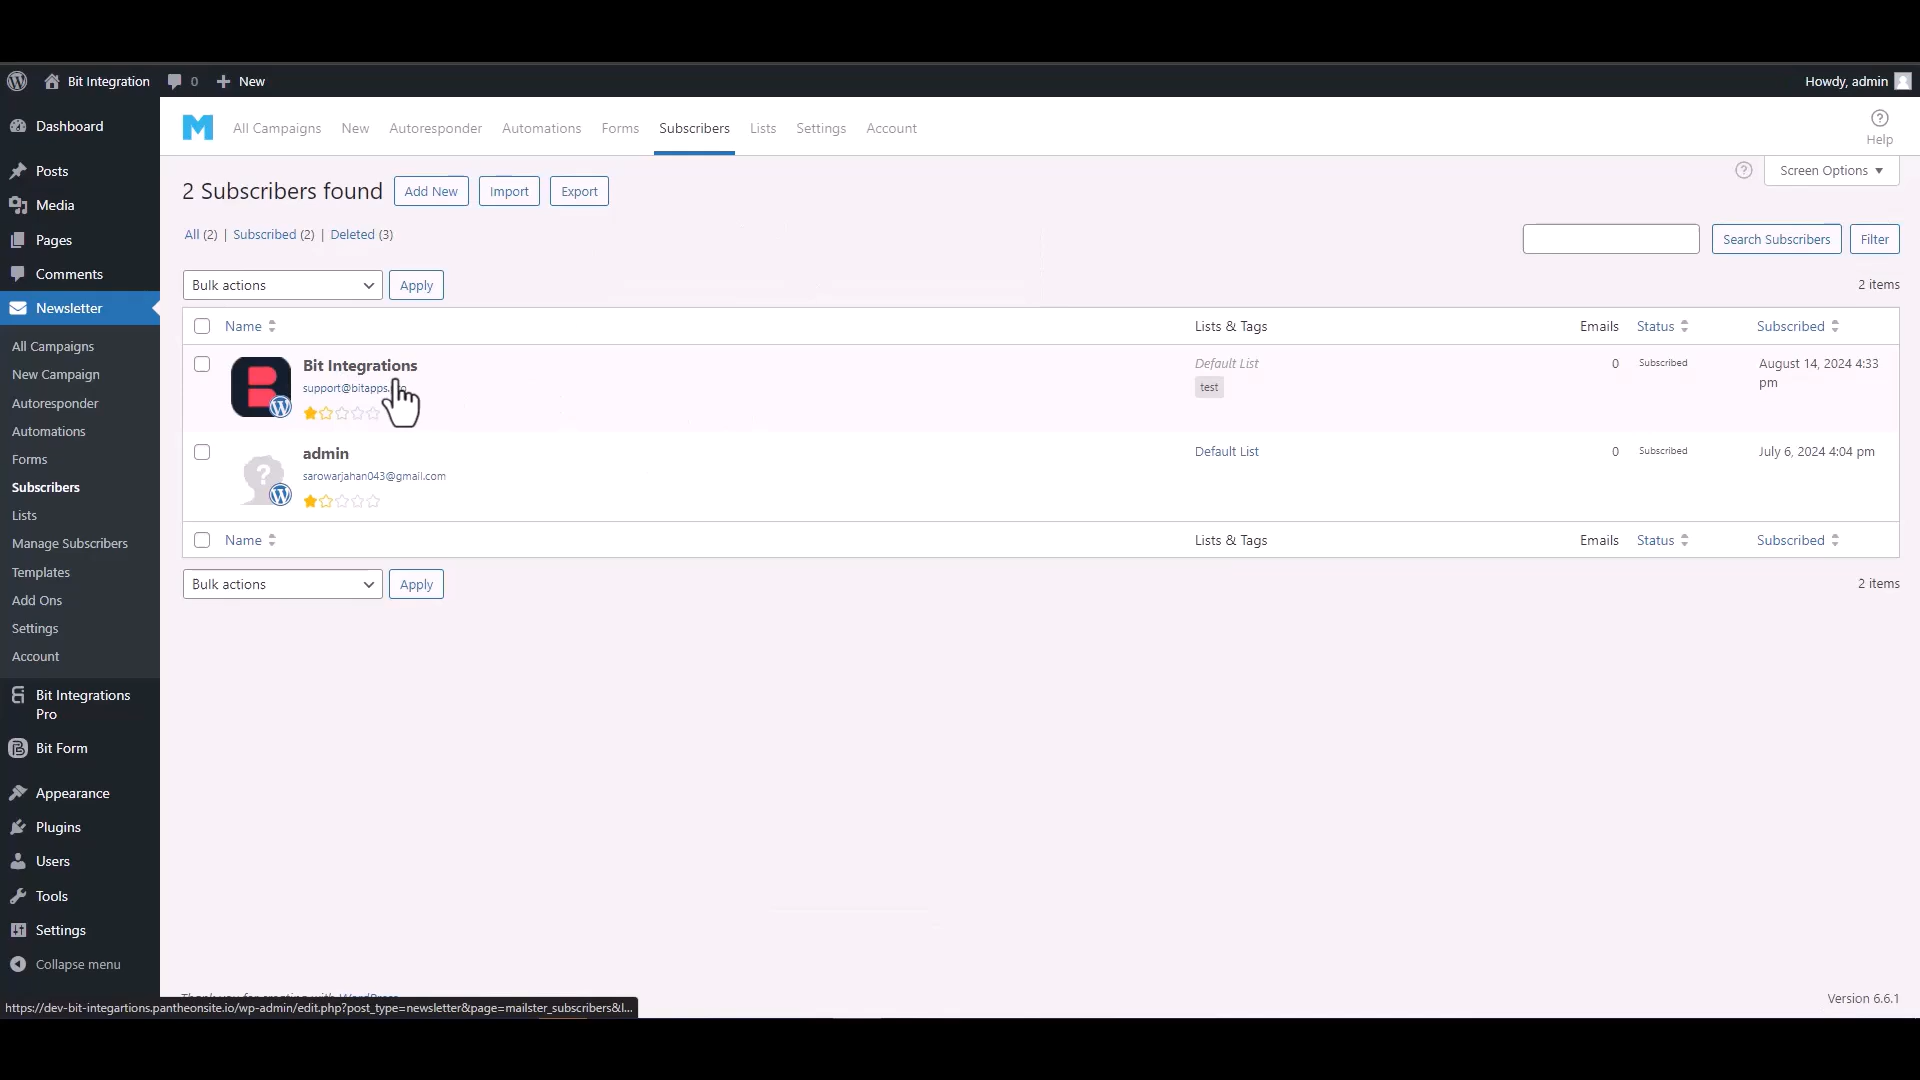 Bit Integration
0
New
Howdy, admin
Dashboard
Posts
Media
Pages
Comments
Newsletter
All Campaigns
New Campaign
Autoresponder
Automations
Forms
Subscribers
Lists
Manage Subscribers
Templates
Add Ons
Settings
Account
Bit Integrations
Pro
Bit Form
Appearance
Plugins
Users
Tools
Settings
Collapse menu
All Campaigns New Autoresponder Automations Forms Subscribers Lists Settings Account
Help
Screen Options
2 Subscribers found Add New Import Export
All (2) | Subscribed (2) | Deleted (3)
Search Subscribers Filter
Bulk actions Apply
2 items
Name Lists & Tags Emails Status Subscribed
Bit Integrations Default List 0 Subscribed August 14, 2024 4:33
pm
support@bitapps. test
admin Default List 0 Subscribed July 6, 2024 4:04 pm
sarowarjahan043@gmail.com
Name Lists & Tags Emails Status Subscribed
Bulk actions Apply
2 items
https://dev-bit-integartions.pantheonsite.io/wp-admin/edit.php?post_type=newsletter&page=mailster_subscribers&l...
Version 6.6.1